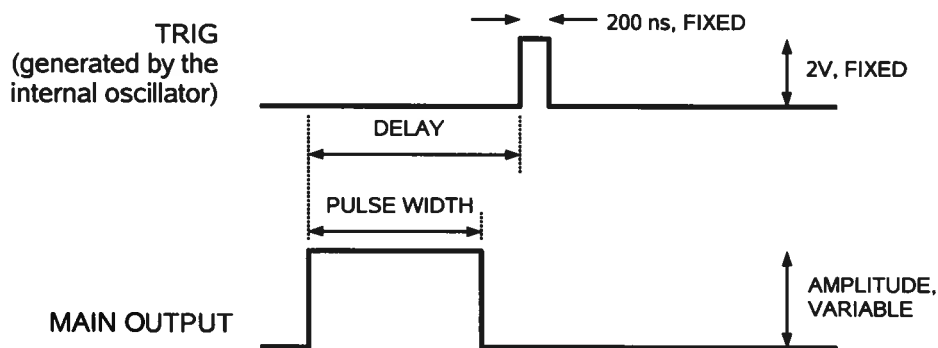 TRIG
(generated by the
internal oscillator)
200 ns, FIXED
2V, FIXED
DELAY
PULSE WIDTH
MAIN OUTPUT
AMPLITUDE,
VARIABLE